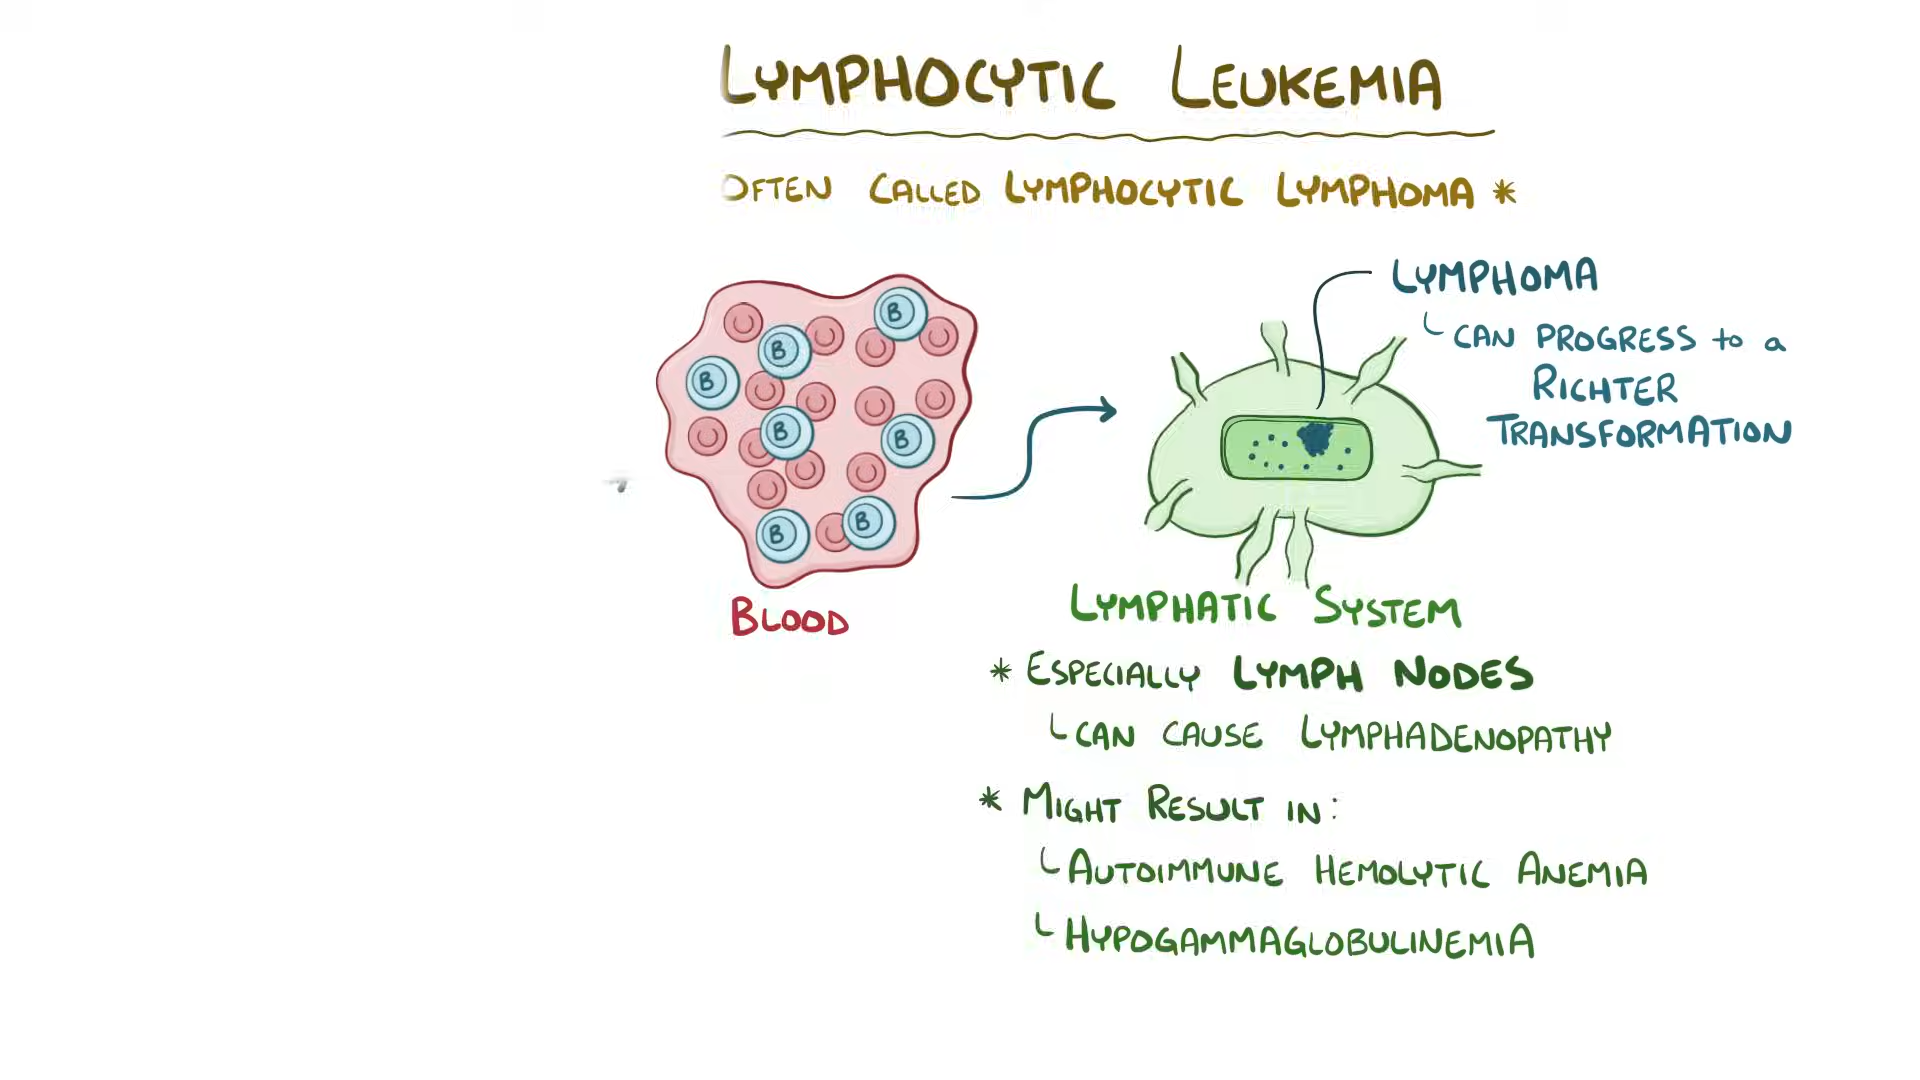 LYMPHOCYTIC LEUKEMIA
OFTEN CALLED LYMPHOCYTIC LYMPHOMA *
LYMPHOMA
CAN PROGRESS to a
RICHTER
TRANSFORMATION
B
B
B
B
B
B
B
BLOOD
LYMPHATIC SYSTEM
* ESPECIALLY LYMPH NODES
CAN CAUSE LYMPHADENOPATHY
* MIGHT RESULT IN:
AUTOIMMUNE HEMOLYTIC ANEMIA
HYPOGAMMAGLOBULINEMIA